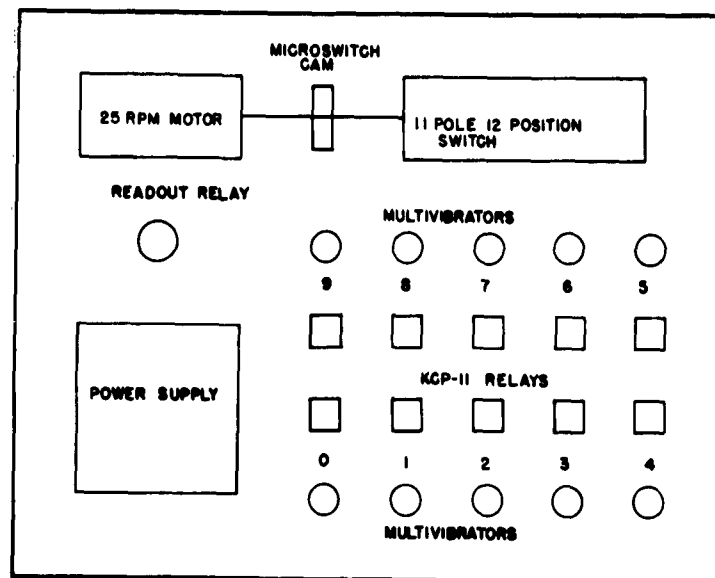 MICROSWITCH
CAM
25 RPM MOTOR
11 POLE 12 POSITION
SWITCH
READOUT RELAY
MULTIVIBRATORS
9 8 7 6 5
POWER SUPPLY
KCP-11 RELAYS
0 1 2 3 4
MULTIVIBRATORS